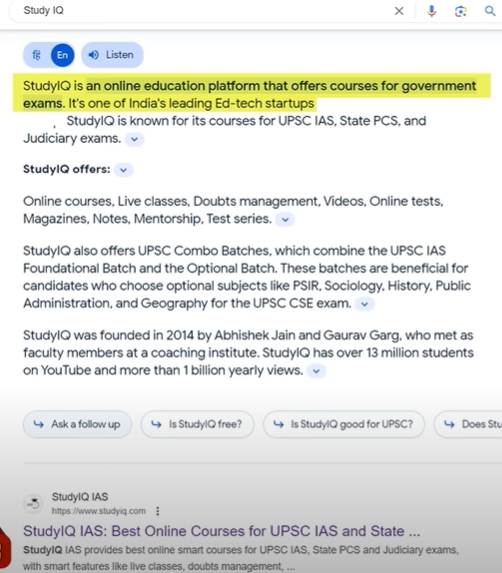 Study IQ
हिं En Listen
StudyIQ is an online education platform that offers courses for government
exams. It's one of India's leading Ed-tech startups
StudyIQ is known for its courses for UPSC IAS, State PCS, and
Judiciary exams.
StudyIQ offers:
Online courses, Live classes, Doubts management, Videos, Online tests,
Magazines, Notes, Mentorship, Test series.
StudyIQ also offers UPSC Combo Batches, which combine the UPSC IAS
Foundational Batch and the Optional Batch. These batches are beneficial for
candidates who choose optional subjects like PSIR, Sociology, History, Public
Administration, and Geography for the UPSC CSE exam.
StudyIQ was founded in 2014 by Abhishek Jain and Gaurav Garg, who met as
faculty members at a coaching institute. StudyIQ has over 13 million students
on YouTube and more than 1 billion yearly views.
Ask a follow up Is StudyIQ free? Is StudyIQ good for UPSC? Does Stu
StudyIQ IAS
https://www.studyiq.com
StudyIQ IAS: Best Online Courses for UPSC IAS and State ...
StudyIQ IAS provides best online smart courses for UPSC IAS, State PCS and Judiciary exams,
with smart features like live classes, doubts management, ...